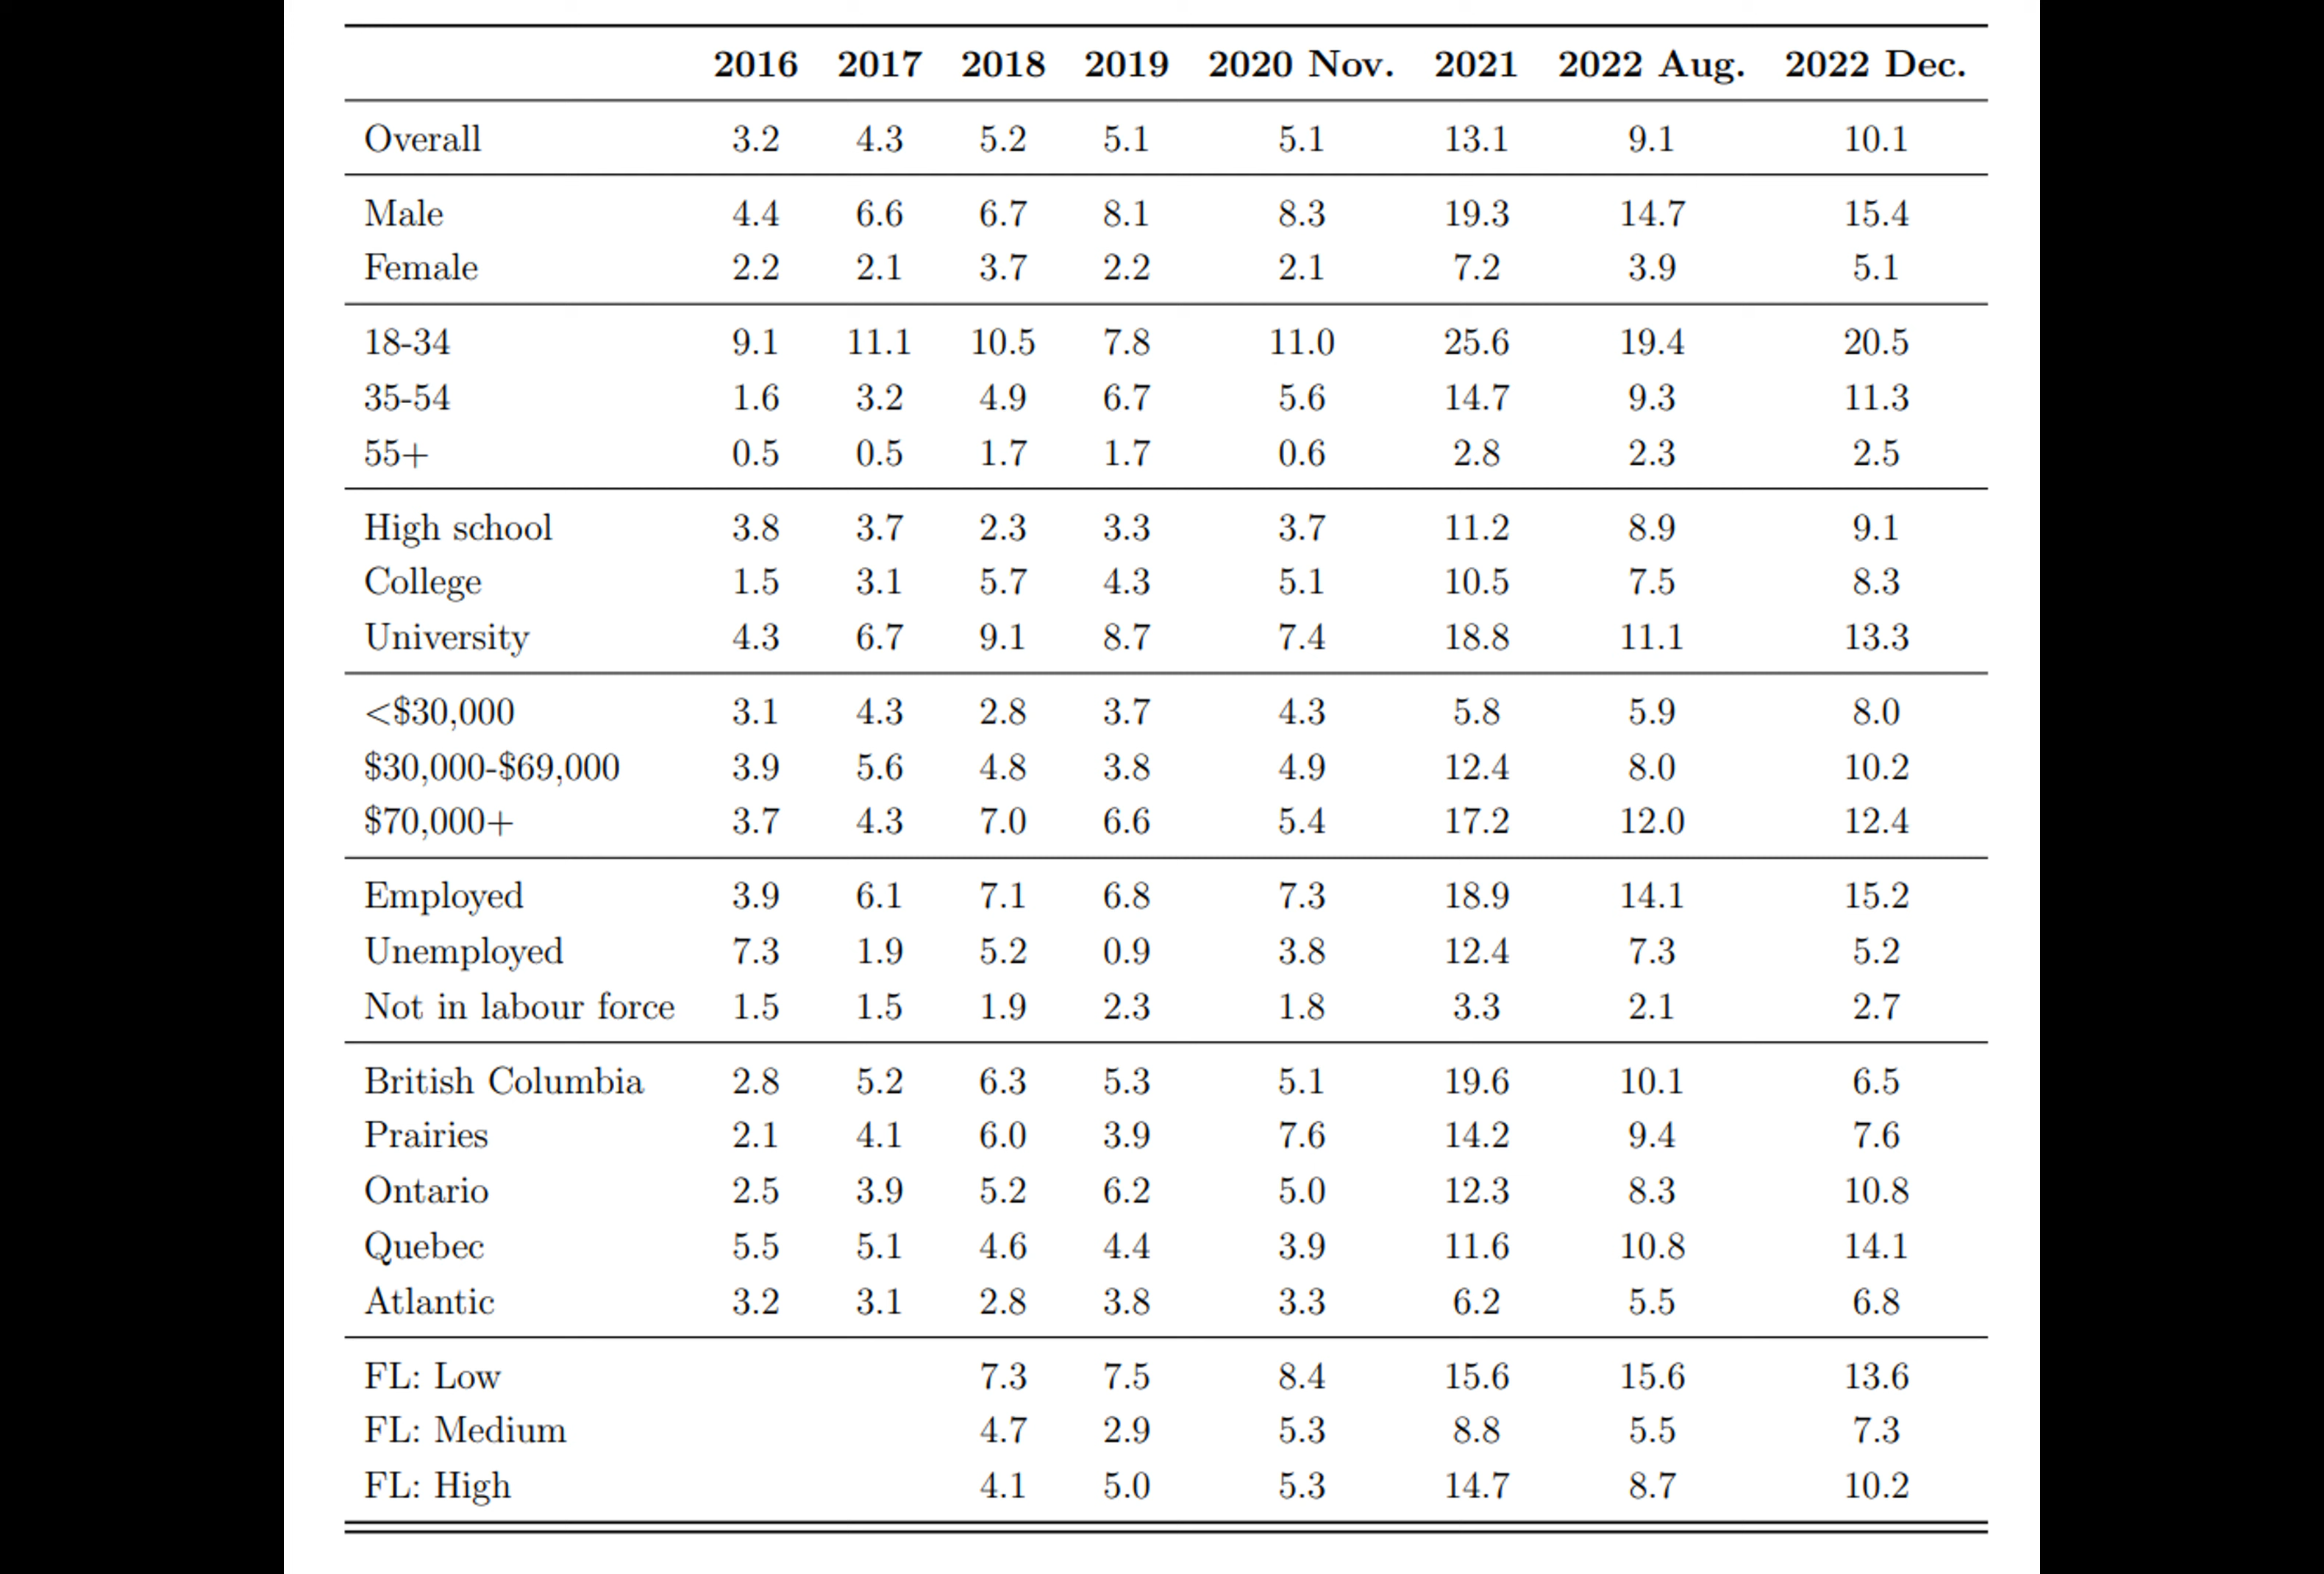 2016 2017 2018 2019 2020 Nov. 2021 2022 Aug. 2022 Dec.
Overall 3.2 4.3 5.2 5.1 5.1 13.1 9.1 10.1
Male 4.4 6.6 6.7 8.1 8.3 19.3 14.7 15.4
Female 2.2 2.1 3.7 2.2 2.1 7.2 3.9 5.1
18-34 9.1 11.1 10.5 7.8 11.0 25.6 19.4 20.5
35-54 1.6 3.2 4.9 6.7 5.6 14.7 9.3 11.3
55+ 0.5 0.5 1.7 1.7 0.6 2.8 2.3 2.5
High school 3.8 3.7 2.3 3.3 3.7 11.2 8.9 9.1
College 1.5 3.1 5.7 4.3 5.1 10.5 7.5 8.3
University 4.3 6.7 9.1 8.7 7.4 18.8 11.1 13.3
<$30,000 3.1 4.3 2.8 3.7 4.3 5.8 5.9 8.0
$30,000-$69,000 3.9 5.6 4.8 3.8 4.9 12.4 8.0 10.2
$70,000+ 3.7 4.3 7.0 6.6 5.4 17.2 12.0 12.4
Employed 3.9 6.1 7.1 6.8 7.3 18.9 14.1 15.2
Unemployed 7.3 1.9 5.2 0.9 3.8 12.4 7.3 5.2
Not in labour force 1.5 1.5 1.9 2.3 1.8 3.3 2.1 2.7
British Columbia 2.8 5.2 6.3 5.3 5.1 19.6 10.1 6.5
Prairies 2.1 4.1 6.0 3.9 7.6 14.2 9.4 7.6
Ontario 2.5 3.9 5.2 6.2 5.0 12.3 8.3 10.8
Quebec 5.5 5.1 4.6 4.4 3.9 11.6 10.8 14.1
Atlantic 3.2 3.1 2.8 3.8 3.3 6.2 5.5 6.8
FL: Low 7.3 7.5 8.4 15.6 15.6 13.6
FL: Medium 4.7 2.9 5.3 8.8 5.5 7.3
FL: High 4.1 5.0 5.3 14.7 8.7 10.2